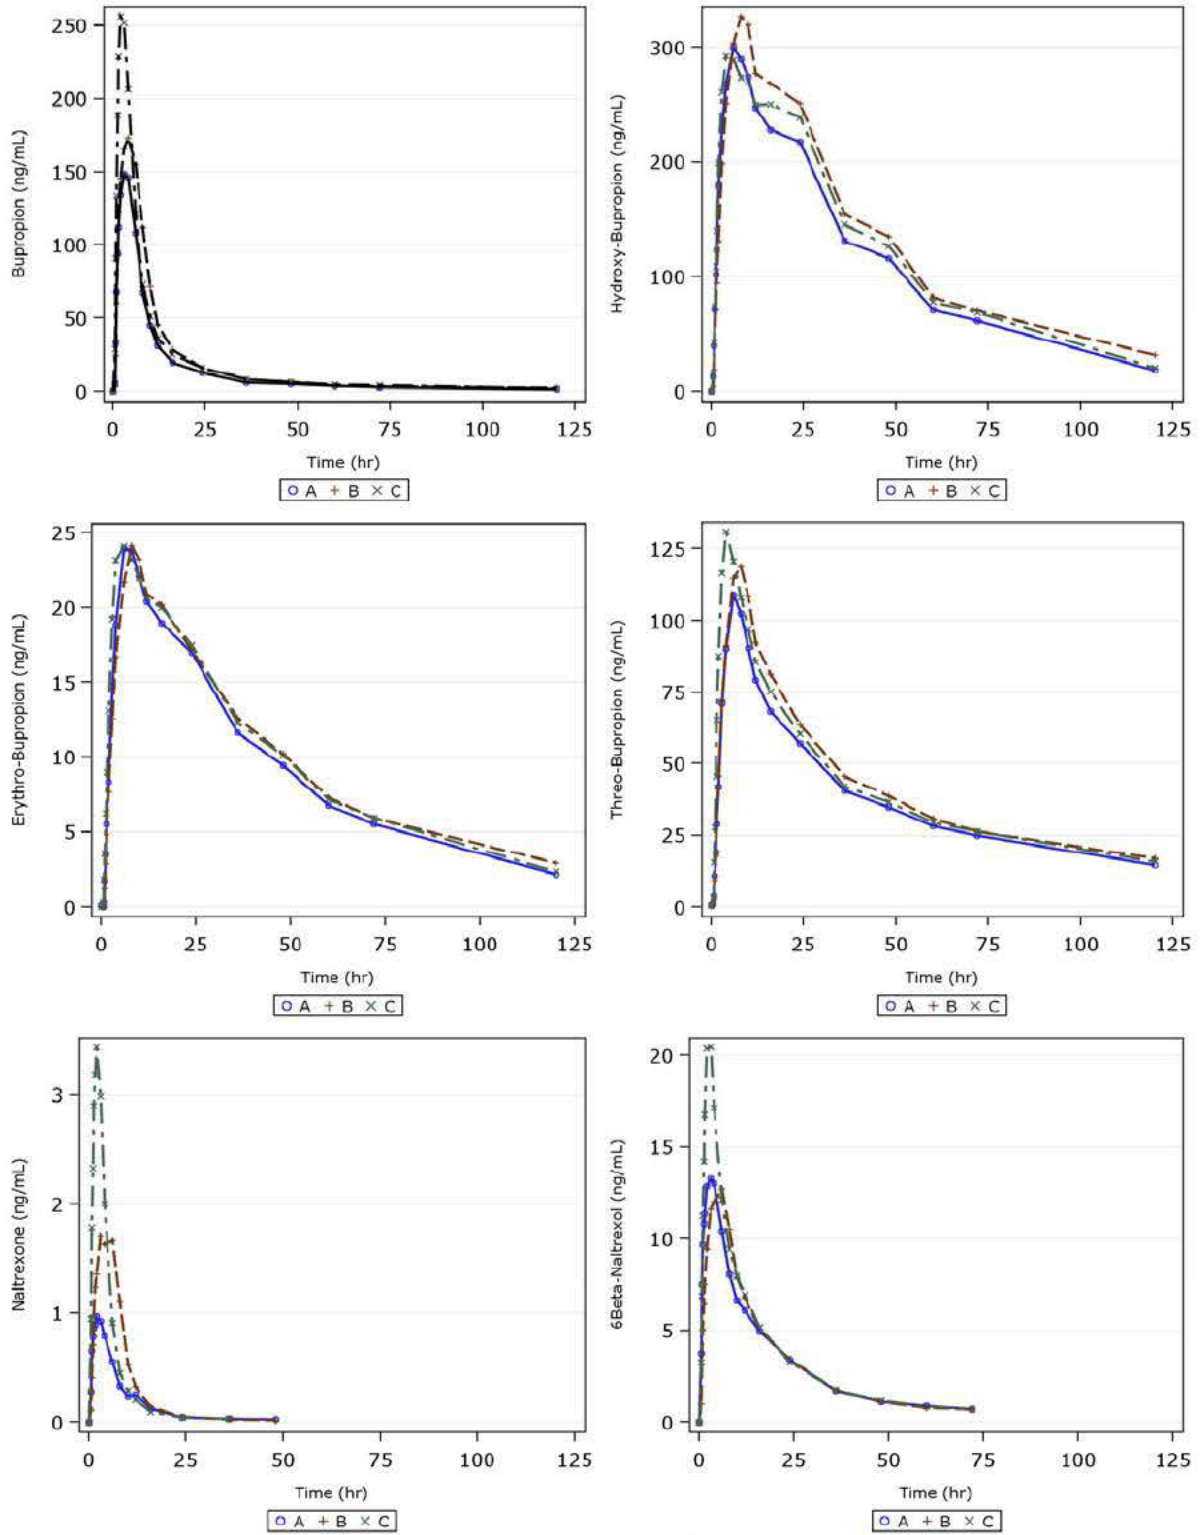 Bupropion (ng/mL)
250
200
150
100
50
0
0 25 50 75 100 125
Time (hr)
A B C
Hydroxy-Bupropion (ng/mL)
300
200
100
0
0 25 50 75 100 125
Time (hr)
A B C
Erythro-Bupropion (ng/mL)
25
20
15
10
5
0
0 25 50 75 100 125
Time (hr)
A B C
Threo-Bupropion (ng/mL)
125
100
75
50
25
0
0 25 50 75 100 125
Time (hr)
A B C
Naltrexone (ng/mL)
3
2
1
0
0 25 50 75 100 125
Time (hr)
A B C
6Beta-Naltrexol (ng/mL)
20
15
10
5
0
0 25 50 75 100 125
Time (hr)
A B C